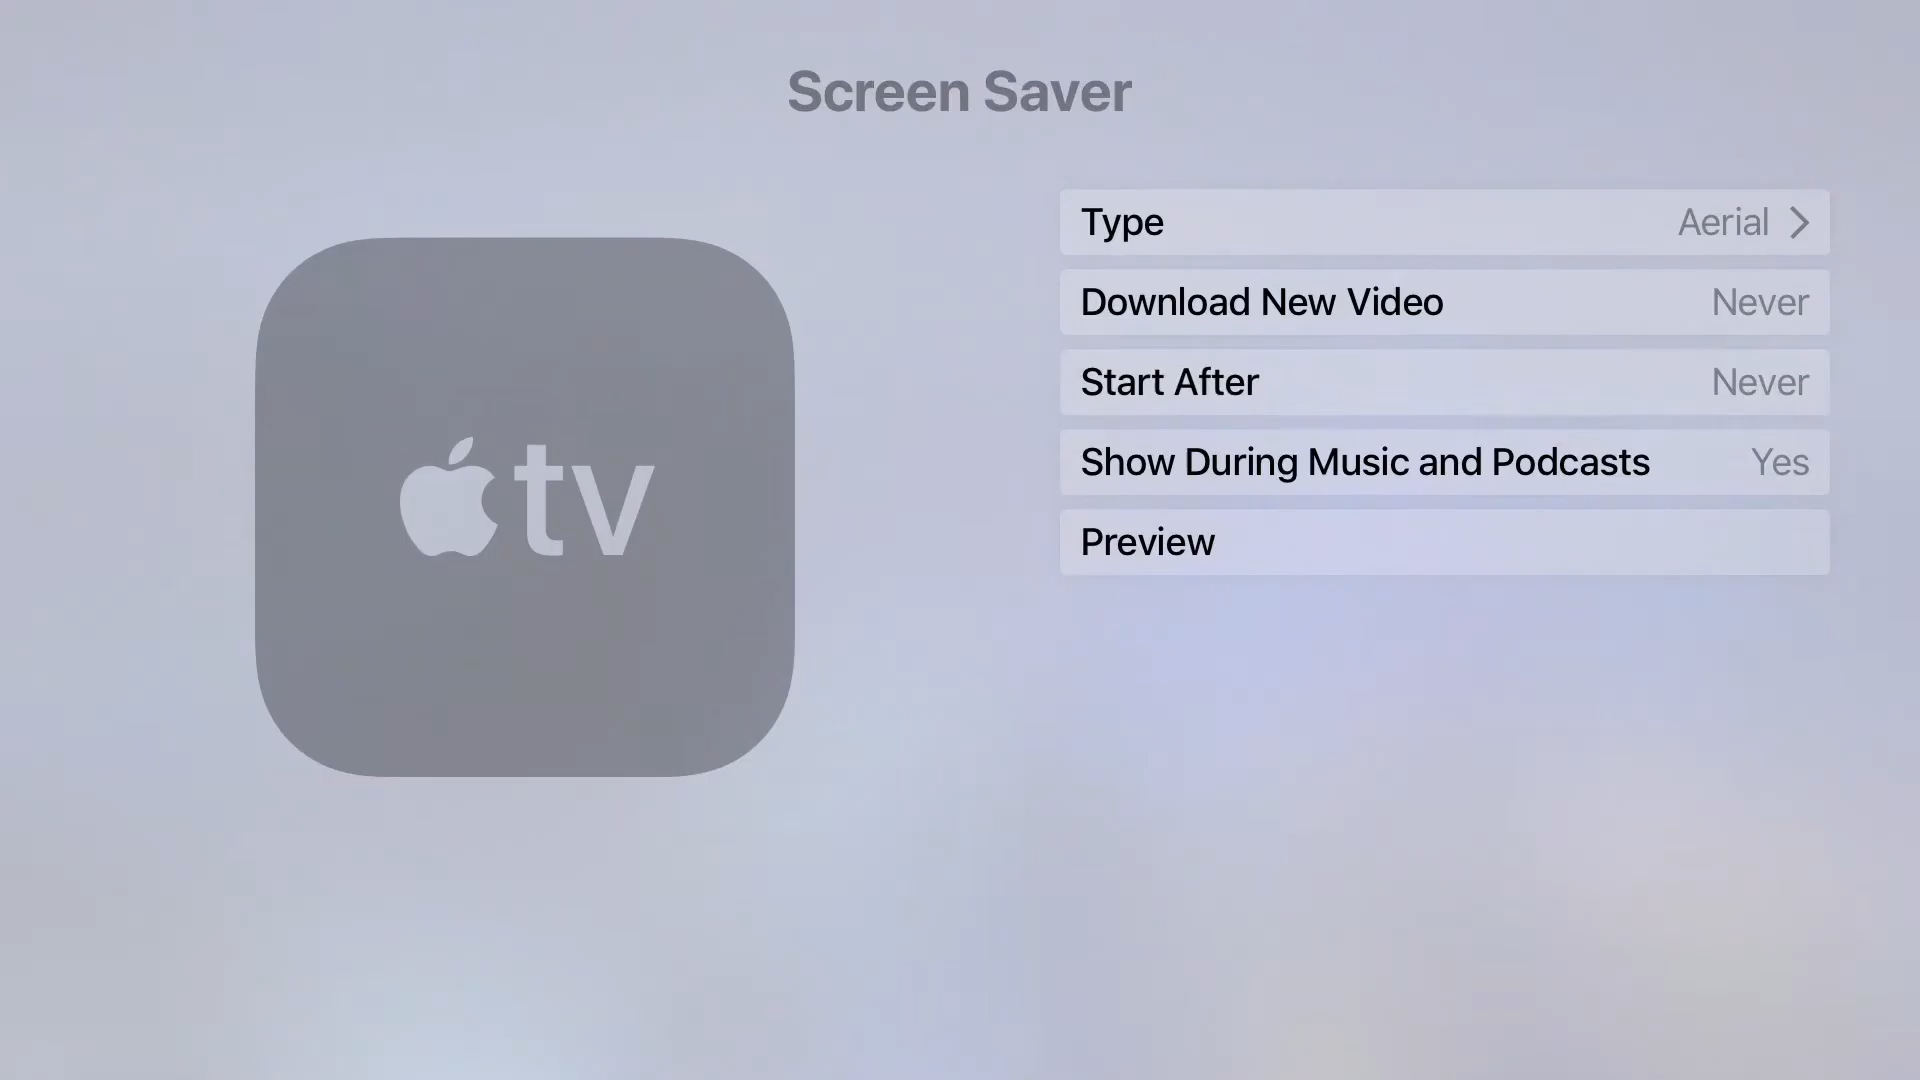 Screen Saver
tv
Type Aerial
Download New Video Never
Start After Never
Show During Music and Podcasts Yes
Preview